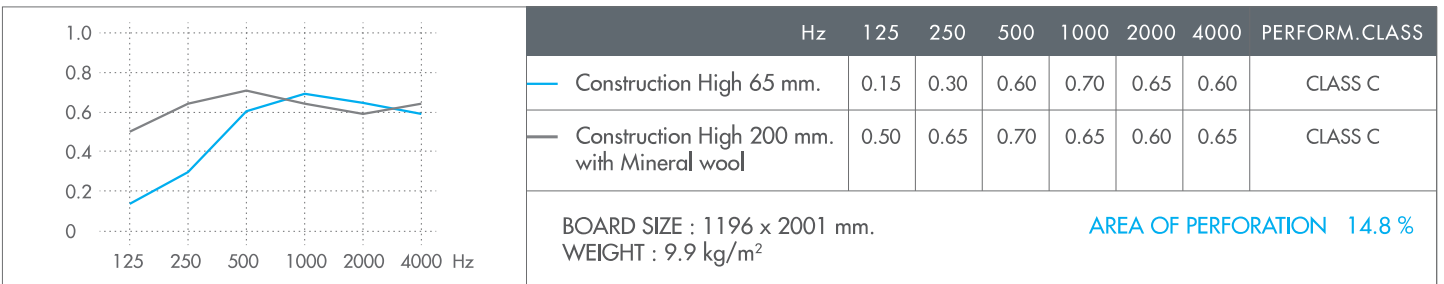 1.0
0.8
0.6
0.4
0.2
0
125 250 500 1000 2000 4000 Hz
Hz 125 250 500 1000 2000 4000 PERFORM.CLASS
Construction High 65 mm. 0.15 0.30 0.60 0.70 0.65 0.60 CLASS C
Construction High 200 mm. 0.50 0.65 0.70 0.65 0.60 0.65 CLASS C
with Mineral wool
BOARD SIZE : 1196 x 2001 mm. AREA OF PERFORATION 14.8 %
WEIGHT : 9.9 kg/m²